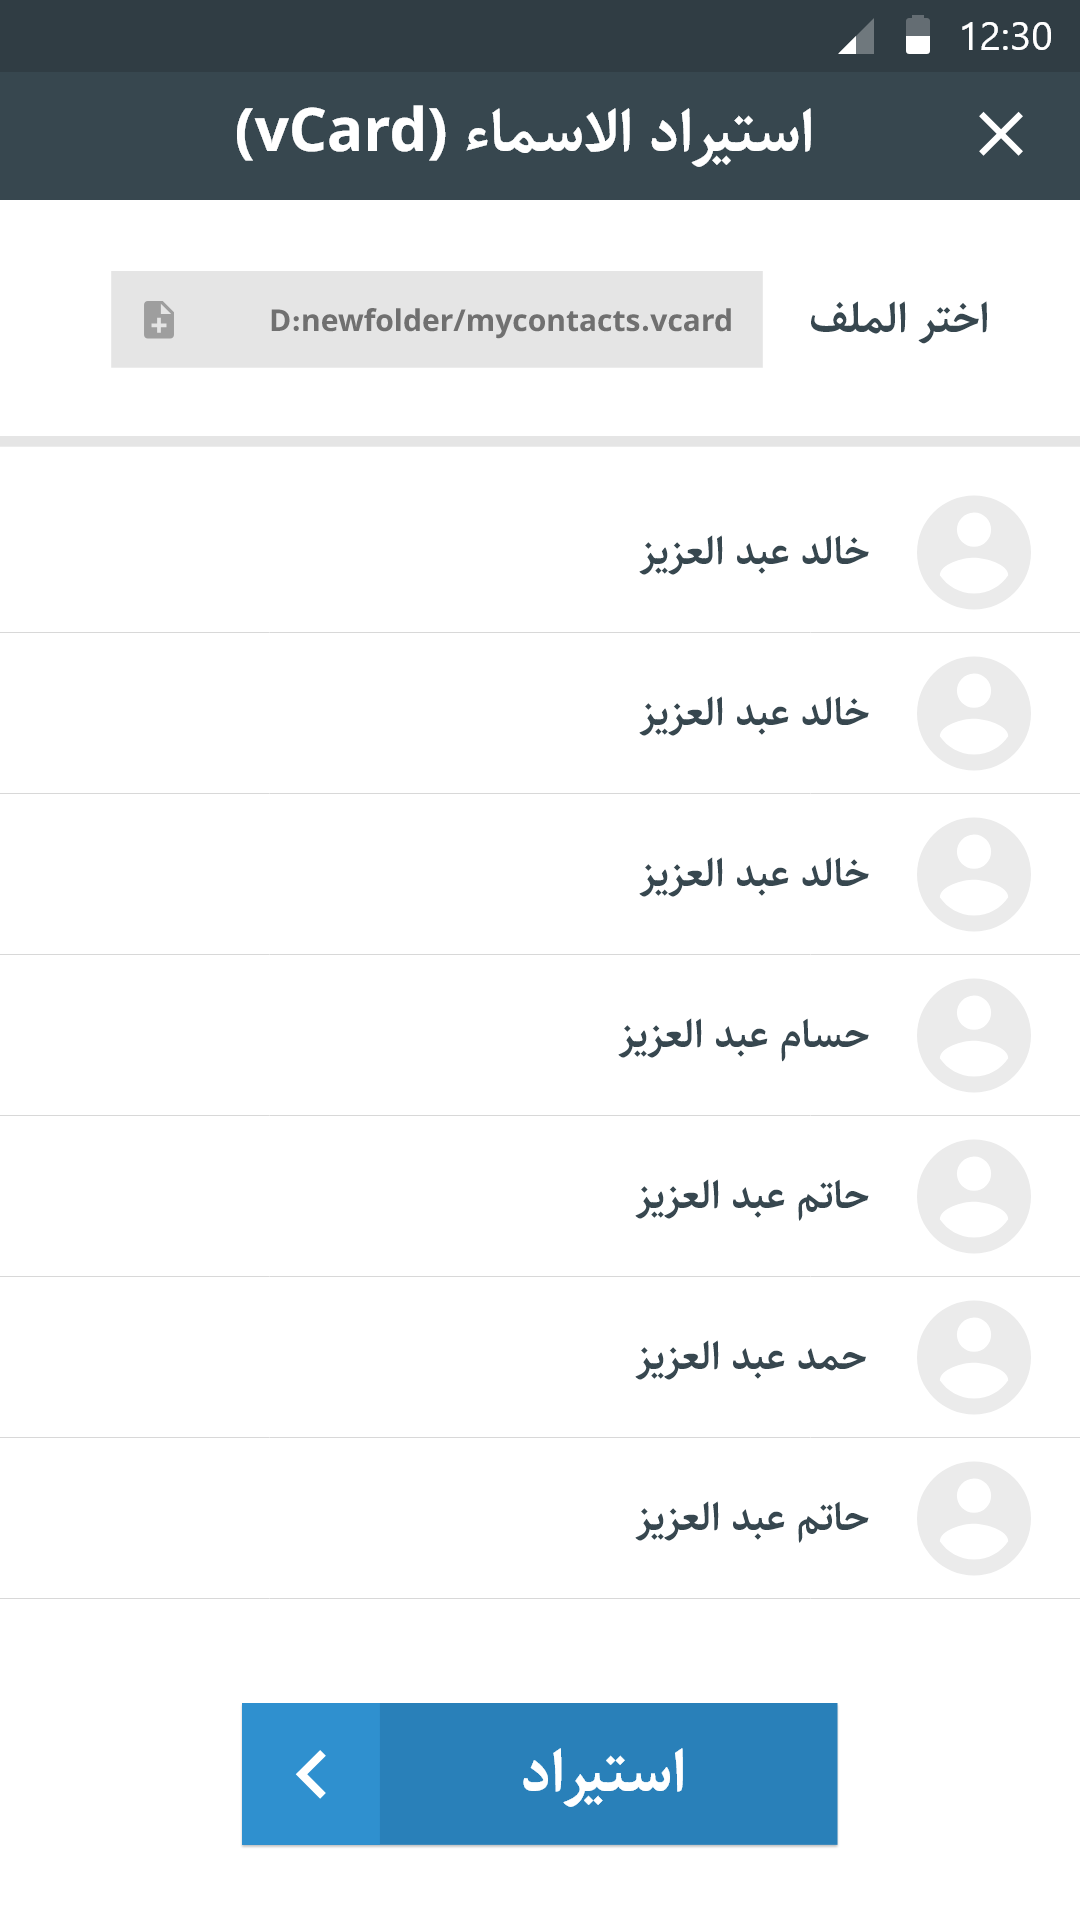 12:30
استيراد الاسماء (vCard)
اختر الملف
D:newfolder/mycontacts.vcard
خالد عبد العزيز
خالد عبد العزيز
خالد عبد العزيز
حسام عبد العزيز
حاتم عبد العزيز
حمد عبد العزيز
حاتم عبد العزيز
استيراد